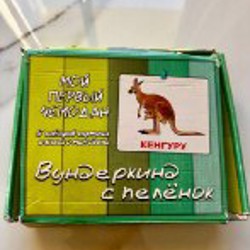 МОЙ
ПЕРВЫЙ
ЧЕМОДАН
КЕНГУРУ
Вундеркинд
с пелёнок